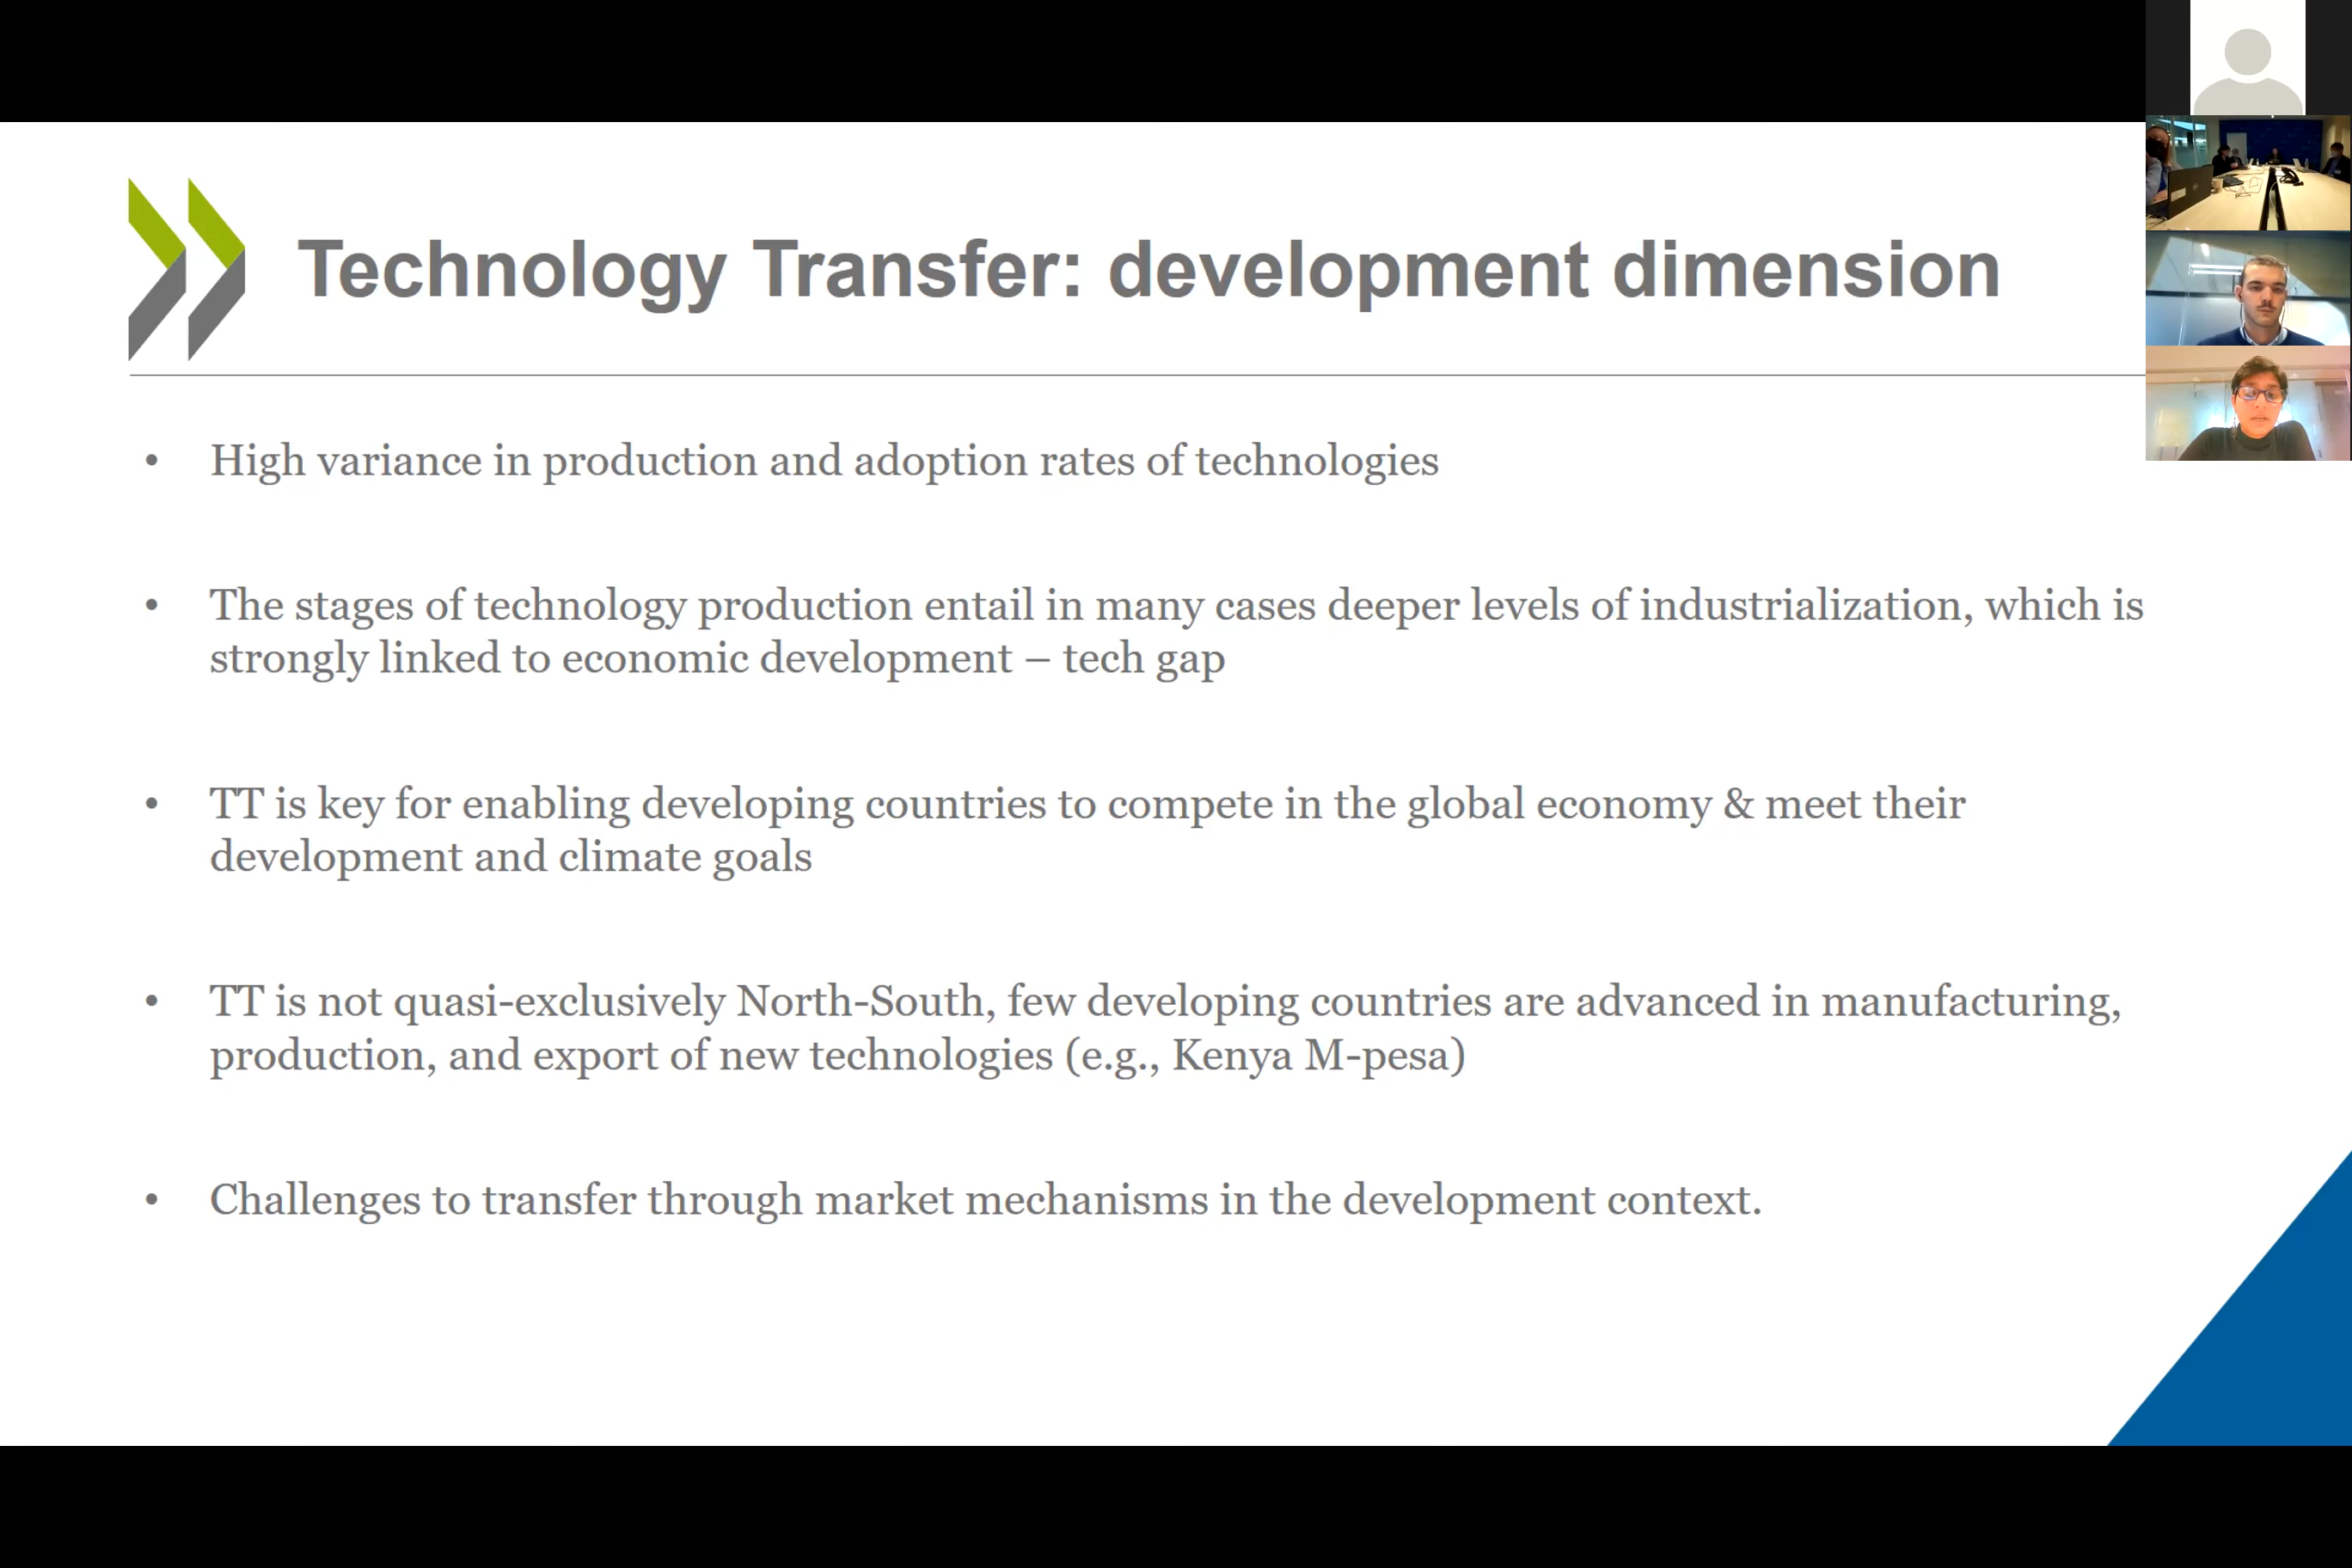 Technology Transfer: development dimension
• High variance in production and adoption rates of technologies
• The stages of technology production entail in many cases deeper levels of industrialization, which is
strongly linked to economic development – tech gap
• TT is key for enabling developing countries to compete in the global economy & meet their
development and climate goals
• TT is not quasi-exclusively North-South, few developing countries are advanced in manufacturing,
production, and export of new technologies (e.g., Kenya M-pesa)
• Challenges to transfer through market mechanisms in the development context.